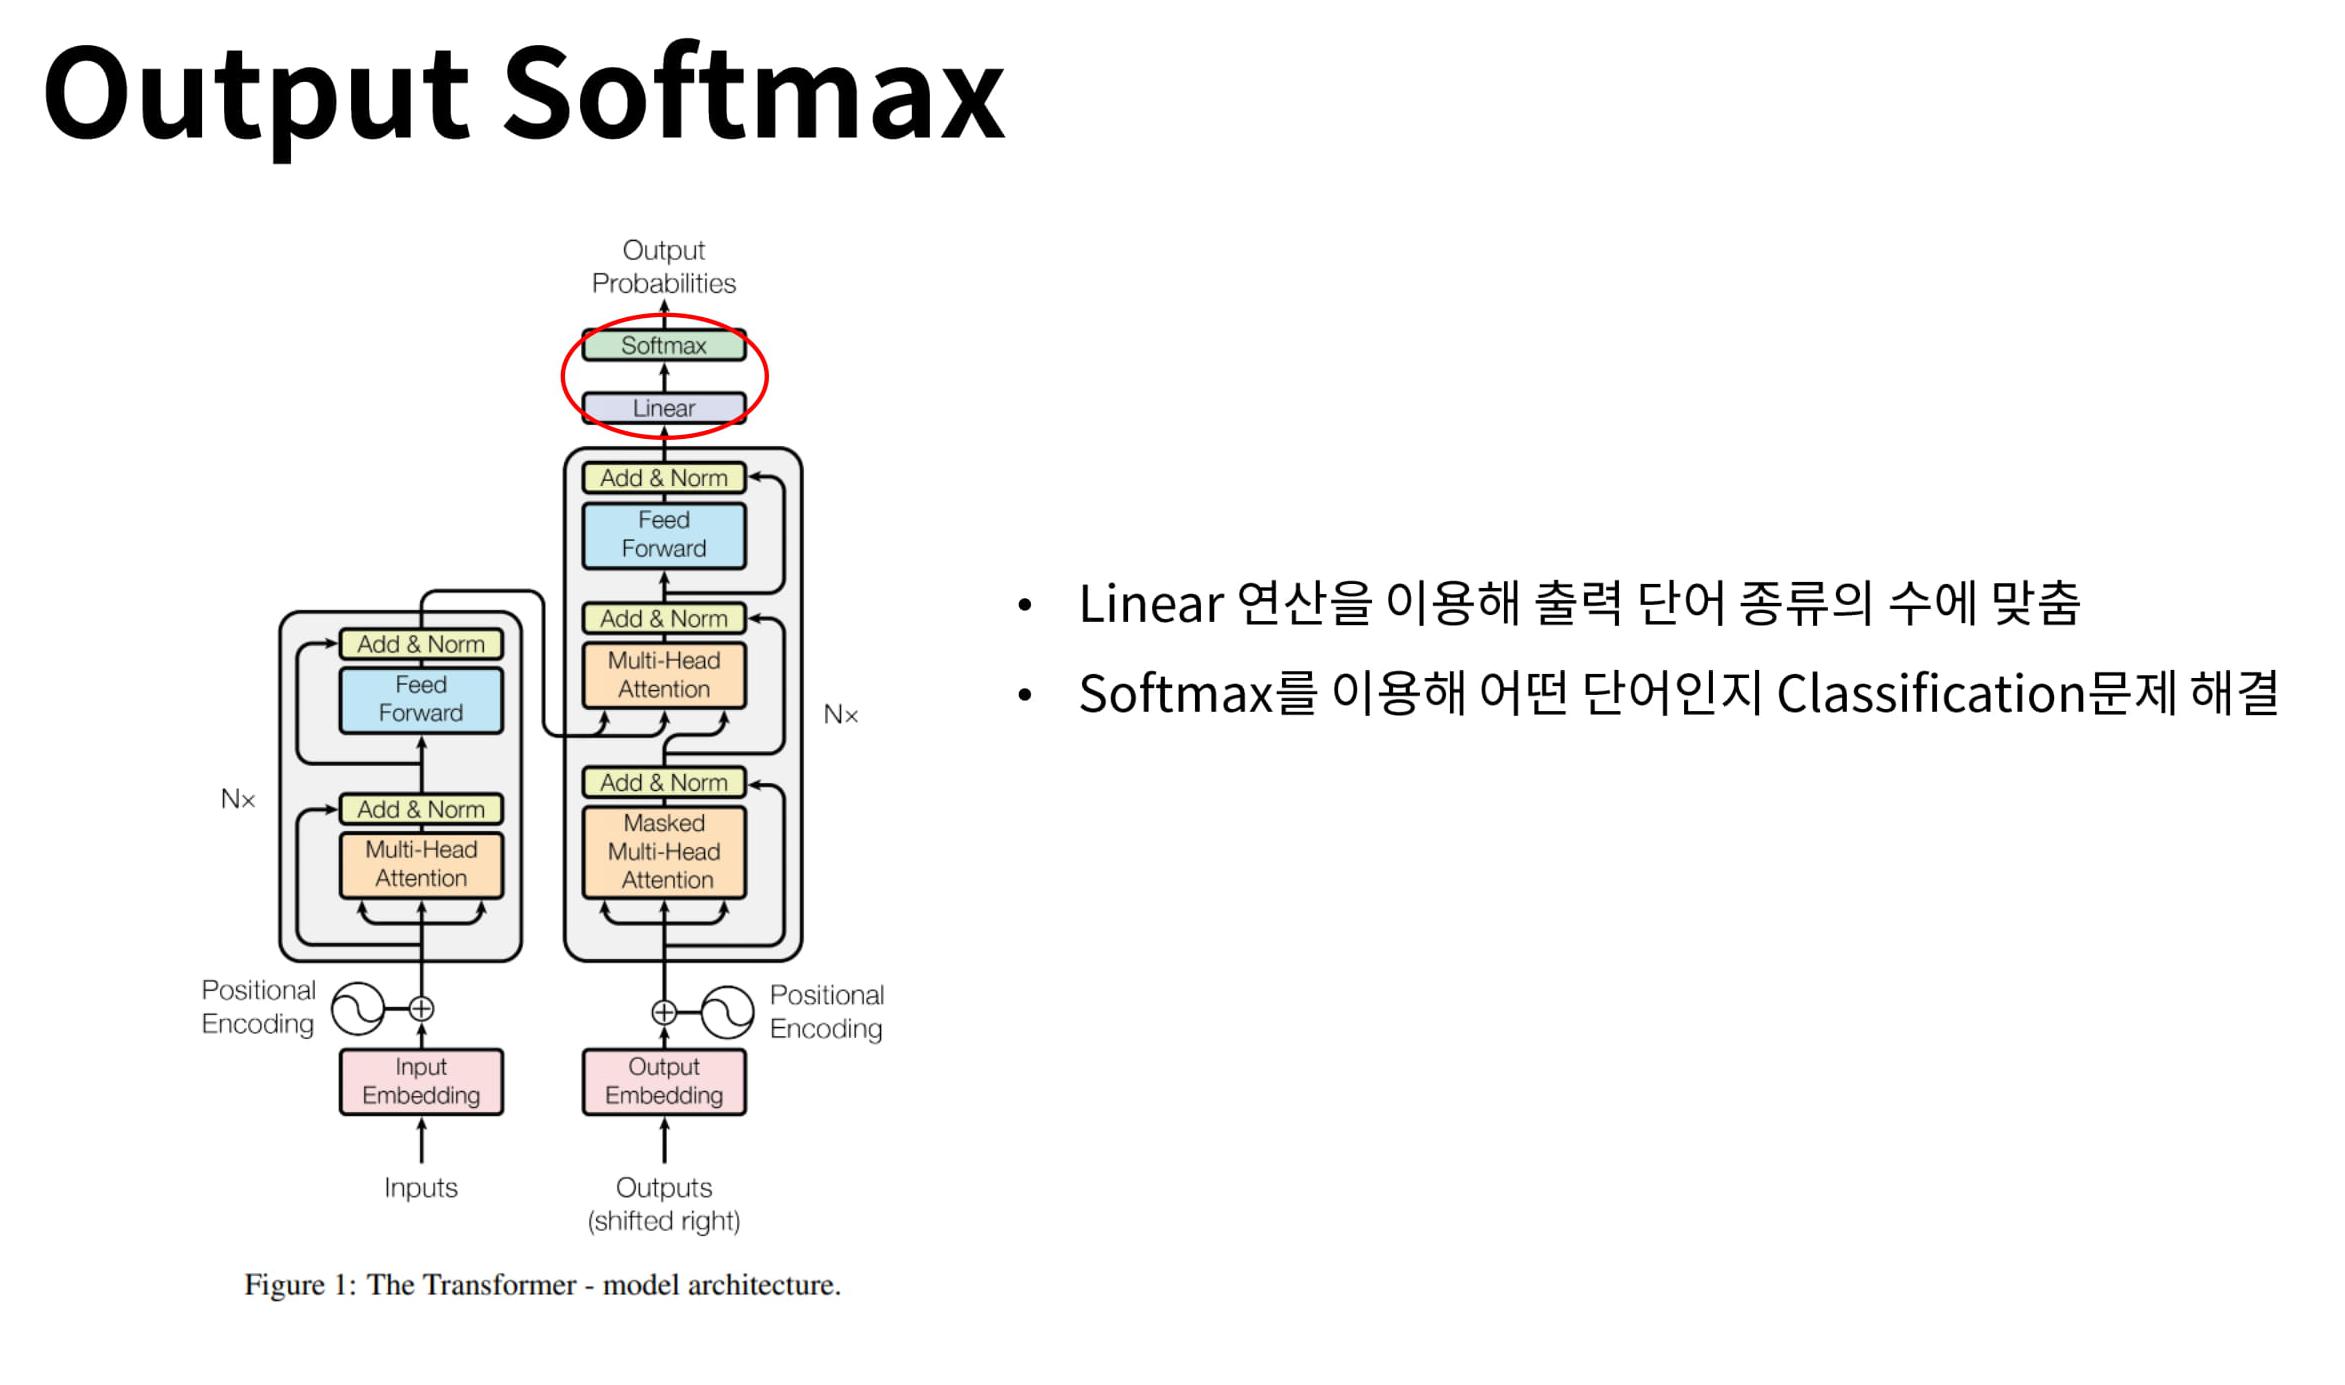 Output Softmax
Output
Probabilities
Softmax
Linear
Add & Norm
Feed
Forward
Add & Norm
Multi-Head
Attention
Nx
Add & Norm
Masked
Multi-Head
Attention
Positional
Encoding
Output
Embedding
Outputs
(shifted right)
Add & Norm
Feed
Forward
Nx
Add & Norm
Multi-Head
Attention
Positional
Encoding
Input
Embedding
Inputs
Figure 1: The Transformer - model architecture.
• Linear 연산을 이용해 출력 단어 종류의 수에 맞춤
• Softmax를 이용해 어떤 단어인지 Classification문제 해결